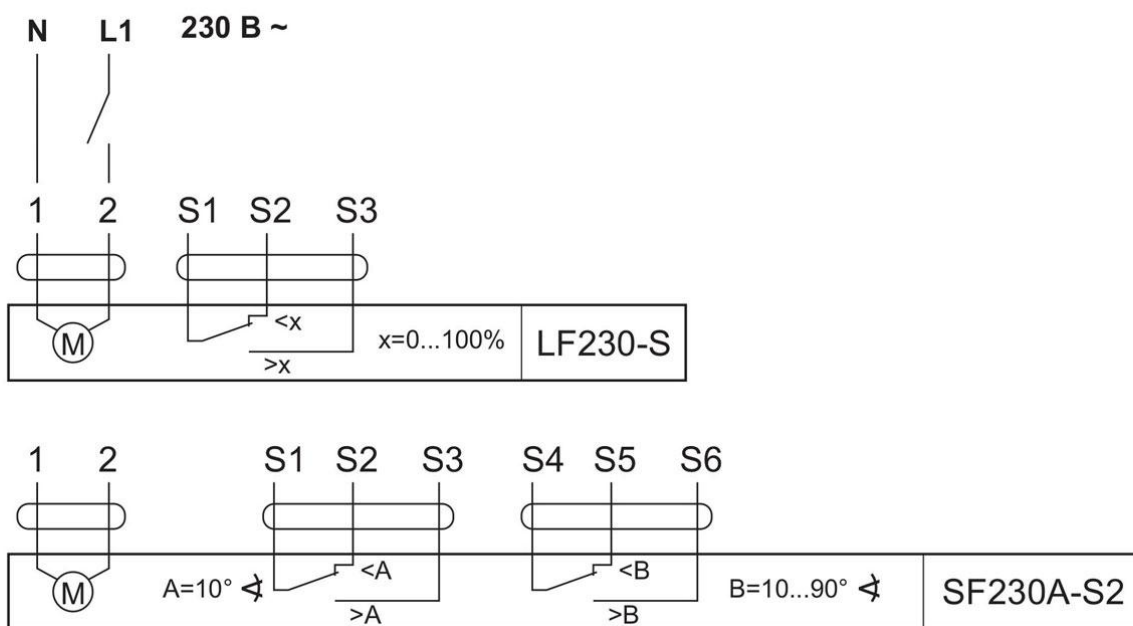 N L1 230 В ~
1 2 S1 S2 S3
M <x >x x=0...100% LF230-S
1 2 S1 S2 S3 S4 S5 S6
M A=10° ∢ <A >A <B >B B=10...90° ∢ SF230A-S2